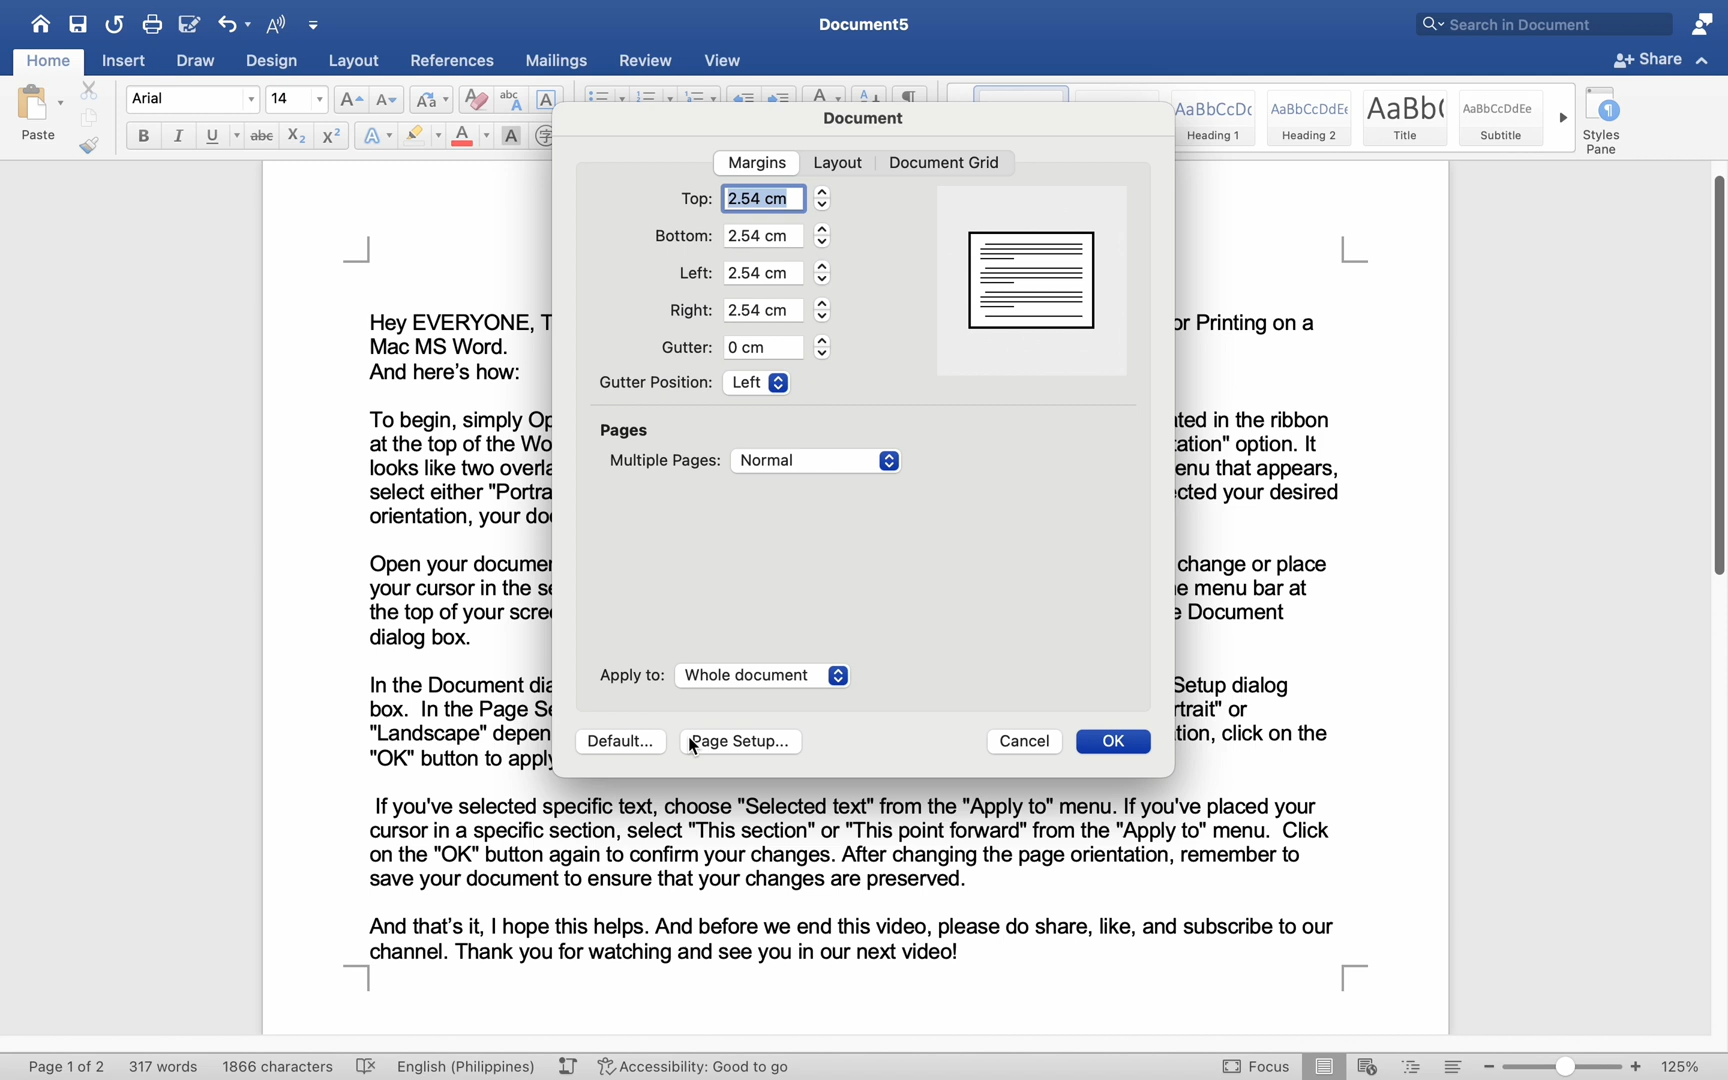 Document5
Search in Document
Home Insert Draw Design Layout References Mailings Review View
Share
Paste
Arial 14
AaBbCcDc AaBbCcDdEe AaBb( AaBbCcDdEe
Heading 1 Heading 2 Title Subtitle
Styles
Pane
Document
Margins Layout Document Grid
Top: 2.54 cm
Bottom: 2.54 cm
Left: 2.54 cm
Right: 2.54 cm
Gutter: 0 cm
Gutter Position: Left
Pages
Multiple Pages: Normal
Apply to: Whole document
Default... Page Setup... Cancel OK
Hey EVERYONE, T or Printing on a
Mac MS Word.
And here's how:
To begin, simply Op ted in the ribbon
at the top of the Wo tation" option. It
looks like two overla enu that appears,
select either "Portra cted your desired
orientation, your doc
Open your documen change or place
your cursor in the se e menu bar at
the top of your scree e Document
dialog box.
In the Document dia Setup dialog
box. In the Page Se trait" or
"Landscape" depen tion, click on the
"OK" button to apply
If you've selected specific text, choose "Selected text" from the "Apply to" menu. If you've placed your
cursor in a specific section, select "This section" or "This point forward" from the "Apply to" menu. Click
on the "OK" button again to confirm your changes. After changing the page orientation, remember to
save your document to ensure that your changes are preserved.
And that's it, I hope this helps. And before we end this video, please do share, like, and subscribe to our
channel. Thank you for watching and see you in our next video!
Page 1 of 2 317 words 1866 characters English (Philippines) Accessibility: Good to go Focus 125%